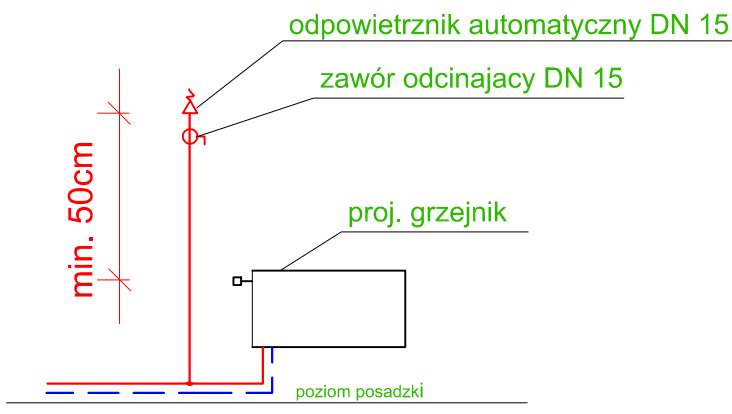 odpowietrznik automatyczny DN 15
zawór odcinajacy DN 15
min. 50cm
proj. grzejnik
poziom posadzki